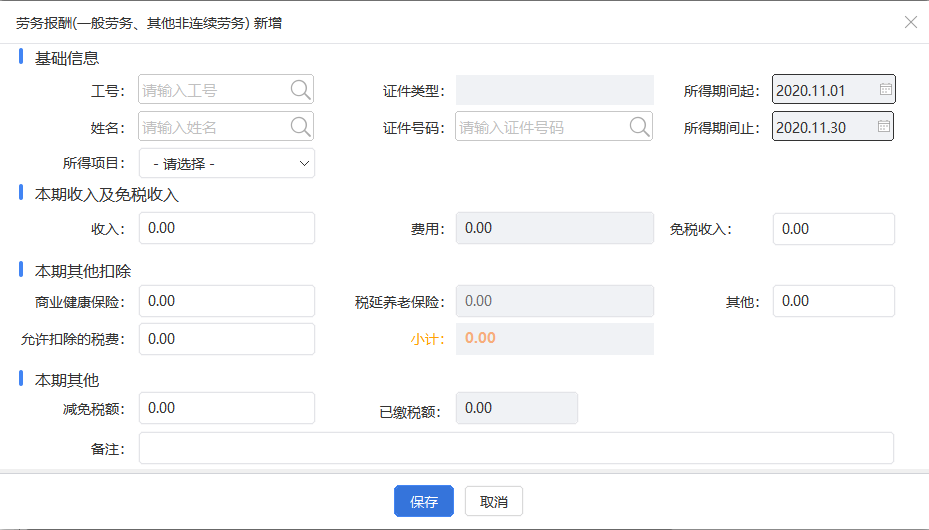 劳务报酬(一般劳务、其他非连续劳务) 新增
基础信息
工号: 请输入工号 证件类型: 所得期间起: 2020.11.01
姓名: 请输入姓名 证件号码: 请输入证件号码 所得期间止: 2020.11.30
所得项目: - 请选择 -
本期收入及免税收入
收入: 0.00 费用: 0.00 免税收入: 0.00
本期其他扣除
商业健康保险: 0.00 税延养老保险: 0.00 其他: 0.00
允许扣除的税费: 0.00 小计: 0.00
本期其他
减免税额: 0.00 已缴税额: 0.00
备注:
保存 取消